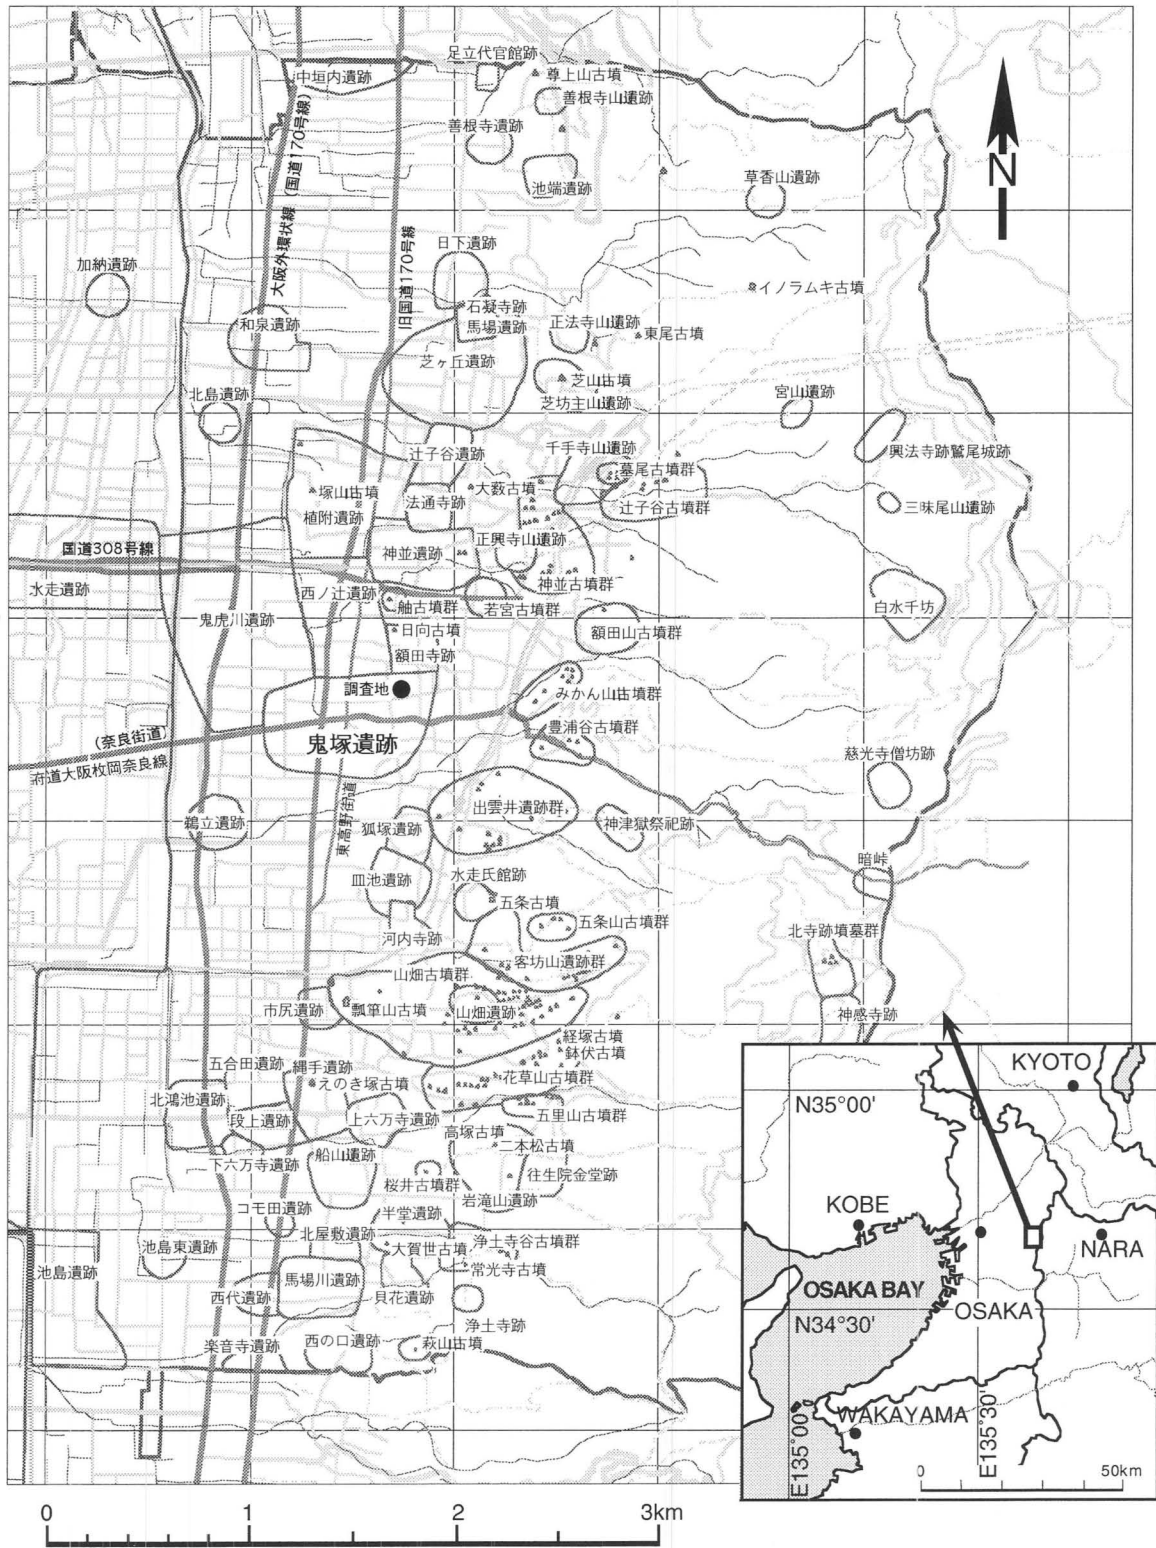 足立代官館跡
中垣内遺跡
尊上山古墳
善根寺山遺跡
善根寺遺跡
池端遺跡
草香山遺跡
N
大阪外環状線（国道170号線）
旧国道170号線
日下遺跡
加納遺跡
石凝寺跡
イノラムキ古墳
和泉遺跡
馬場遺跡
正法寺山遺跡
東尾古墳
芝ヶ丘遺跡
芝山古墳
北島遺跡
芝坊主山遺跡
宮山遺跡
辻子谷遺跡
千手寺山遺跡
興法寺跡鷲尾城跡
墓尾古墳群
塚山古墳
法通寺跡
大薮古墳
辻子谷古墳群
三昧尾山遺跡
植附遺跡
正興寺山遺跡
国道308号線
神並遺跡
神並古墳群
水走遺跡
西ノ辻遺跡
舳古墳群
若宮古墳群
白水千坊
鬼虎川遺跡
日向古墳
額田山古墳群
額田寺跡
調査地
みかん山古墳群
（奈良街道）
豊浦谷古墳群
鬼塚遺跡
府道大阪枚岡奈良線
慈光寺僧坊跡
東高野街道
出雲井遺跡群
鵜立遺跡
狐塚遺跡
神津獄祭祀跡
暗峠
皿池遺跡
水走氏館跡
五条古墳
五条山古墳群
河内寺跡
北寺跡墳墓群
客坊山遺跡群
山畑古墳群
市尻遺跡
瓢箪山古墳
山畑遺跡
神感寺跡
経塚古墳
鉢伏古墳
五合田遺跡
縄手遺跡
えのき塚古墳
花草山古墳群
北鴻池遺跡
段上遺跡
上六万寺遺跡
五里山古墳群
高塚古墳
二本松古墳
下六万寺遺跡
船山遺跡
往生院金堂跡
桜井古墳群
岩滝山遺跡
コモ田遺跡
半堂遺跡
北屋敷遺跡
浄土寺谷古墳群
池島東遺跡
大賀世古墳
池島遺跡
常光寺古墳
馬場川遺跡
西代遺跡
貝花遺跡
浄土寺跡
楽音寺遺跡
西の口遺跡
萩山古墳
KYOTO
N35°00'
KOBE
NARA
OSAKA BAY
OSAKA
N34°30'
WAKAYAMA
E135°00'
E135°30'
0 50km
0 1 2 3km